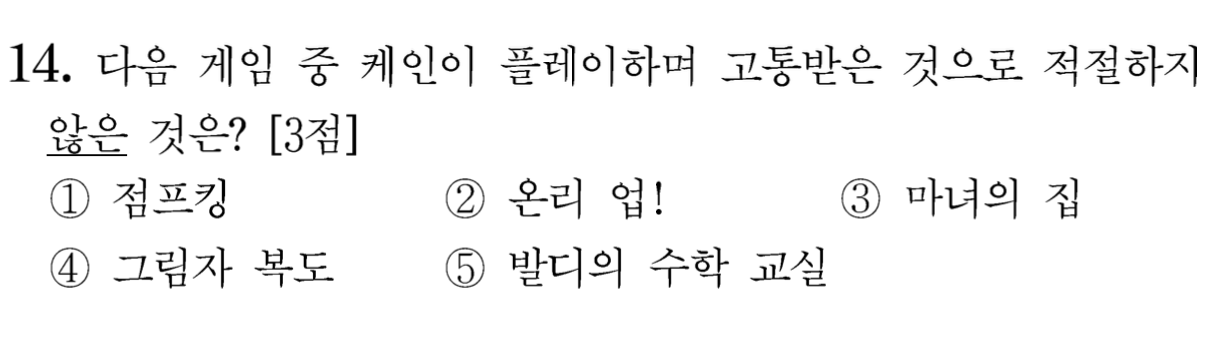 14. 다음 게임 중 케인이 플레이하며 고통받은 것으로 적절하지
않은 것은? [3점]
① 점프킹 ② 온리 업! ③ 마녀의 집
④ 그림자 복도 ⑤ 발디의 수학 교실